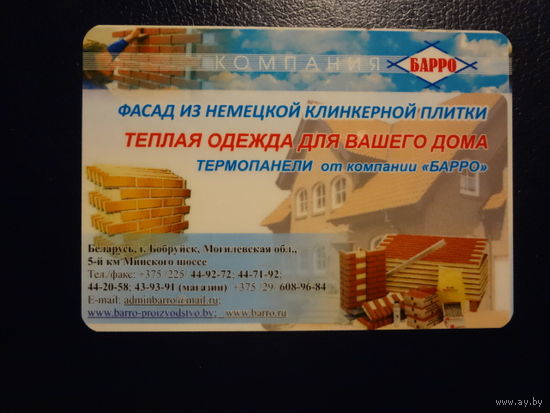 КОМПАНИЯ БАРРО
ФАСАД ИЗ НЕМЕЦКОЙ КЛИНКЕРНОЙ ПЛИТКИ
ТЕПЛАЯ ОДЕЖДА ДЛЯ ВАШЕГО ДОМА
ТЕРМОПАНЕЛИ от компании «БАРРО»
Беларусь, г. Бобруйск, Могилевская обл.,
5-й км Минского шоссе
Тел./факс: +375 /225/ 44-92-72; 44-71-92;
44-20-58; 43-93-91 (магазин) +375 /29/ 608-96-84
E-mail: adminbarro@mail.ru;
www.barro-proizvodstvo.by; www.barro.ru
www.ay.by